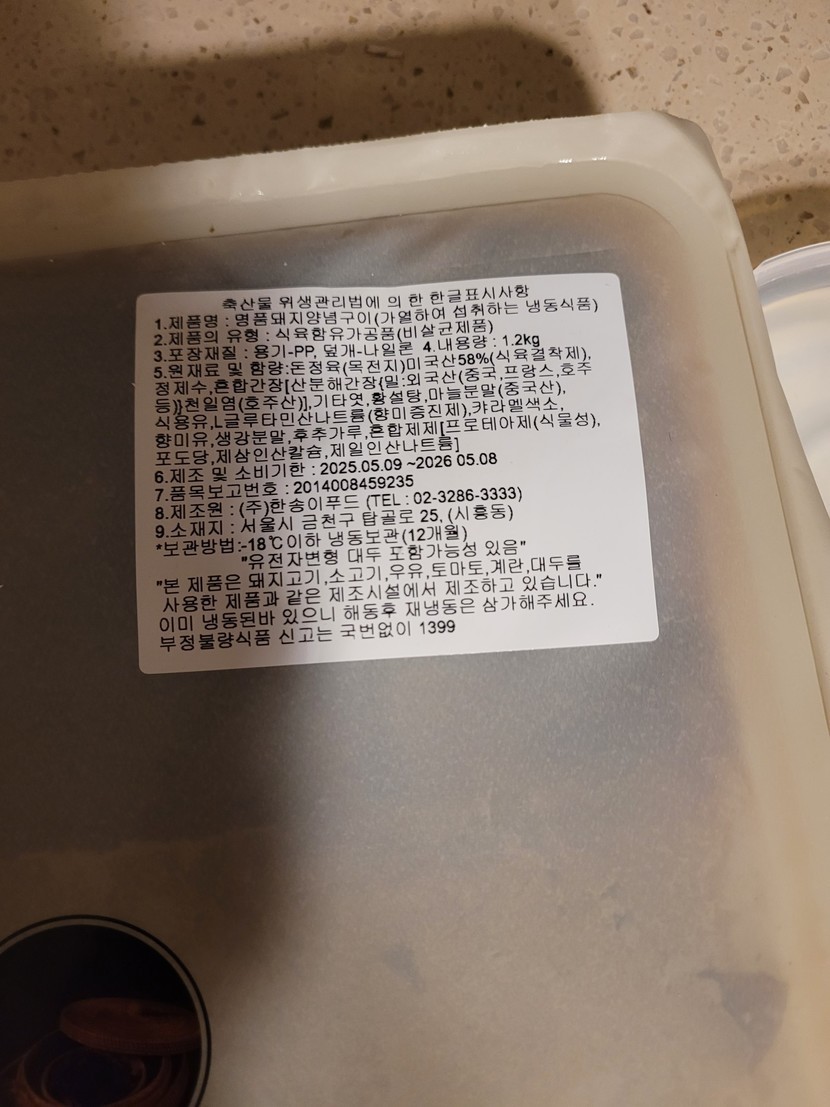 축산물 위생관리법에 의 한 한글표시사항
1.제품명 : 명품돼지양념구이(가열하여 섭취하는 냉동식품)
2.제품의 유형 : 식육함유가공품(비살균제품)
3.포장재질 : 용기-PP, 덮개-나일론 4.내용량 : 1.2kg
5.원재료 및 함량:돈정육(목전지)미국산58%(식육결착제),
정제수,혼합간장[산분해간장{밀:외국산(중국,프랑스,호주
등)}천일염(호주산)],기타엿,황설탕,마늘분말(중국산),
식용유,L글루타민산나트륨(향미증진제),캬라멜색소,
향미유,생강분말,후추가루,혼합제제[프로테아제(식물성),
포도당,제삼인산칼슘,제일인산나트륨]
6.제조 및 소비기한 : 2025.05.09 ~2026 05.08
7.품목보고번호 : 2014008459235
8.제조원 : (주)한송이푸드 (TEL : 02-3286-3333)
9.소재지 : 서울시 금천구 탑골로 25, (시흥동)
*보관방법:-18℃이하 냉동보관(12개월)
"유전자변형 대두 포함가능성 있음"
"본 제품은 돼지고기,소고기,우유,토마토,계란,대두를
사용한 제품과 같은 제조시설에서 제조하고 있습니다."
이미 냉동된바 있으니 해동후 재냉동은 삼가해주세요.
부정불량식품 신고는 국번없이 1399